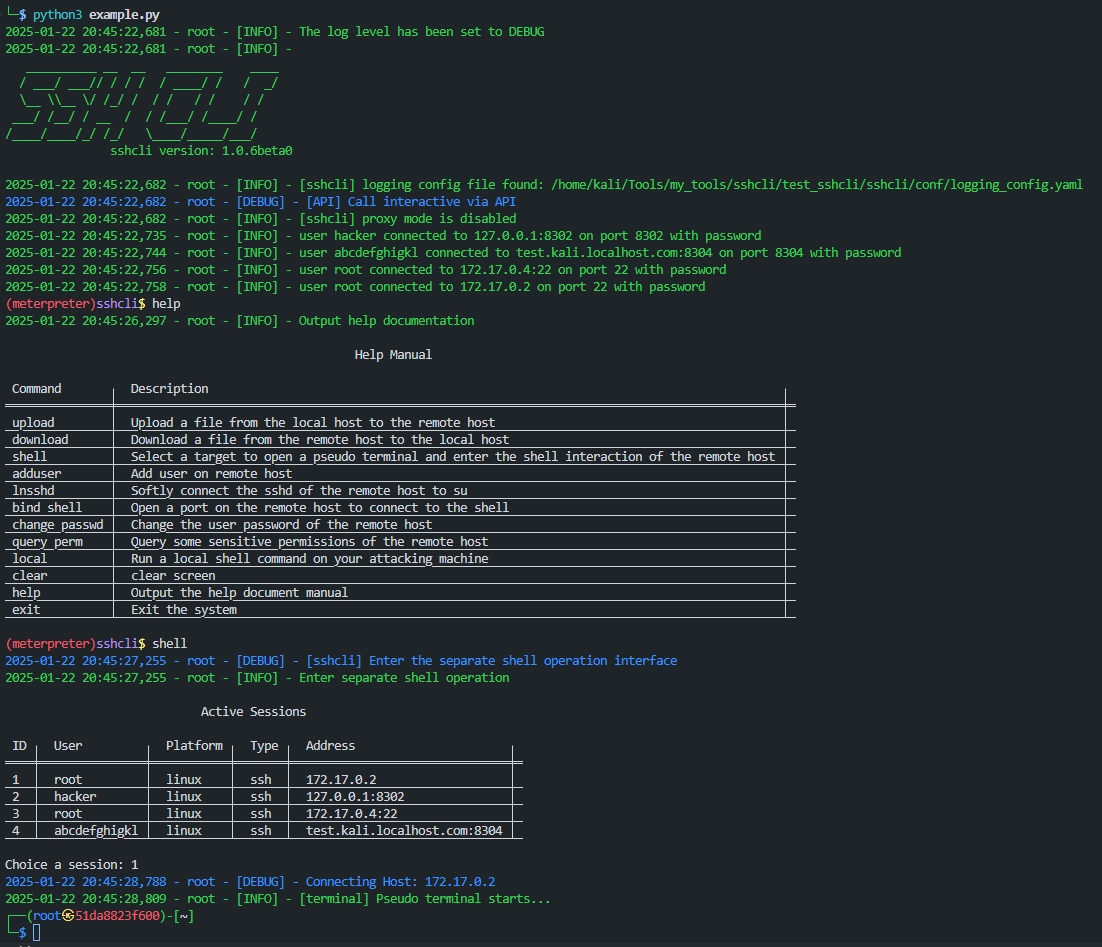 └─$ python3 example.py
2025-01-22 20:45:22,681 - root - [INFO] - The log level has been set to DEBUG
2025-01-22 20:45:22,681 - root - [INFO] -
sshcli version: 1.0.6beta0
2025-01-22 20:45:22,682 - root - [INFO] - [sshcli] logging config file found: /home/kali/Tools/my_tools/sshcli/test_sshcli/sshcli/conf/logging_config.yaml
2025-01-22 20:45:22,682 - root - [DEBUG] - [API] Call interactive via API
2025-01-22 20:45:22,682 - root - [INFO] - [sshcli] proxy mode is disabled
2025-01-22 20:45:22,735 - root - [INFO] - user hacker connected to 127.0.0.1:8302 on port 8302 with password
2025-01-22 20:45:22,744 - root - [INFO] - user abcdefghigkl connected to test.kali.localhost.com:8304 on port 8304 with password
2025-01-22 20:45:22,756 - root - [INFO] - user root connected to 172.17.0.4:22 on port 22 with password
2025-01-22 20:45:22,758 - root - [INFO] - user root connected to 172.17.0.2 on port 22 with password
(meterpreter)sshcli$ help
2025-01-22 20:45:26,297 - root - [INFO] - Output help documentation
Help Manual
Command Description
upload Upload a file from the local host to the remote host
download Download a file from the remote host to the local host
shell Select a target to open a pseudo terminal and enter the shell interaction of the remote host
adduser Add user on remote host
lnsshd Softly connect the sshd of the remote host to su
bind shell Open a port on the remote host to connect to the shell
change passwd Change the user password of the remote host
query perm Query some sensitive permissions of the remote host
local Run a local shell command on your attacking machine
clear clear screen
help Output the help document manual
exit Exit the system
(meterpreter)sshcli$ shell
2025-01-22 20:45:27,255 - root - [DEBUG] - [sshcli] Enter the separate shell operation interface
2025-01-22 20:45:27,255 - root - [INFO] - Enter separate shell operation
Active Sessions
ID User Platform Type Address
1 root linux ssh 172.17.0.2
2 hacker linux ssh 127.0.0.1:8302
3 root linux ssh 172.17.0.4:22
4 abcdefghigkl linux ssh test.kali.localhost.com:8304
Choice a session: 1
2025-01-22 20:45:28,788 - root - [DEBUG] - Connecting Host: 172.17.0.2
2025-01-22 20:45:28,809 - root - [INFO] - [terminal] Pseudo terminal starts...
┌──(root㉿51da8823f600)-[~]
└─$